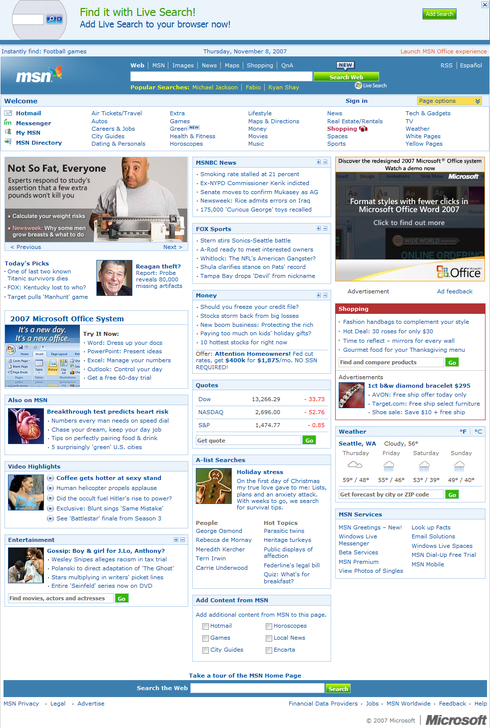 Find it with Live Search!
Add Live Search to your browser now!
Add Search
Instantly find: Football games
Thursday, November 8, 2007
Launch MSN Office experience
msn
Web | MSN | Images | News | Maps | Shopping | QnA
NEW
RSS | Español
Search Web
Popular Searches: Michael Jackson | Fabio | Ryan Shay
Live Search
Welcome
Sign in
Page options
Hotmail
Messenger
My MSN
MSN Directory
Air Tickets/Travel
Autos
Careers & Jobs
City Guides
Dating & Personals
Extra
Games
Green NEW
Health & Fitness
Horoscopes
Lifestyle
Maps & Directions
Money
Movies
Music
News
Real Estate/Rentals
Shopping
Spaces
Sports
Tech & Gadgets
TV
Weather
White Pages
Yellow Pages
Not So Fat, Everyone
Experts respond to study's
assertion that a few extra
pounds won't kill you
• Calculate your weight risks
• Newsweek: Why some men
grow breasts & what to do
< Previous
Next >
Today's Picks
• One of last two known
Titanic survivors dies
• FOX: Kentucky lost to who?
• Target pulls 'Manhunt' game
Reagan theft?
Report: Probe
reveals 80,000
missing artifacts
2007 Microsoft Office System
It's a new day.
It's a new office.
Try It Now:
• Word: Dress up your docs
• PowerPoint: Present ideas
• Excel: Manage your numbers
• Outlook: Control your day
• Get a free 60-day trial
Also on MSN
Breakthrough test predicts heart risk
• Numbers every man needs on speed dial
• Chase your dream, keep your day job
• Tips on perfectly pairing food & drink
• 5 surprisingly 'green' U.S. cities
Video Highlights
Coffee gets hotter at sexy stand
Human helicopter propels applause
Did the occult fuel Hitler's rise to power?
Exclusive: Blunt sings 'Same Mistake'
See 'Battlestar' finale from Season 3
Entertainment
Gossip: Boy & girl for J.Lo, Anthony?
• Wesley Snipes alleges racism in tax trial
• Polanski to direct adaptation of 'The Ghost'
• Stars multiplying in writers' picket lines
• Entire 'Seinfeld' series now on DVD
Find movies, actors and actresses
Go
MSNBC News
• Smoking rate stalled at 21 percent
• Ex-NYPD Commissioner Kerik indicted
• Senate moves to confirm Mukasey as AG
• Newsweek: Rice admits errors on Iraq
• 175,000 'Curious George' toys recalled
FOX Sports
• Stern stirs Sonics-Seattle battle
• A-Rod ready to meet interested owners
• Whitlock: The NFL's American Gangster?
• Shula clarifies stance on Pats' record
• Tampa Bay drops 'Devil' from nickname
Money
• Should you freeze your credit file?
• Stocks storm back from big losses
• New boom business: Protecting the rich
• Paying too much on kids' holiday gifts?
• 10 hottest stocks for right now
Offer: Attention Homeowners! Fed cut
rates, get $400k for $1,875/mo. NO SSN
REQUIRED!
Quotes
Dow 13,266.29 - 33.73
NASDAQ 2,696.00 - 52.76
S&P 1,474.77 - 0.85
Get quote
Go
A-list Searches
Holiday stress
On the first day of Christmas
my true love gave to me: Lists,
plans and an anxiety attack.
With weeks to go, we search
for survival tips.
People
George Osmond
Rebecca de Mornay
Meredith Kercher
Terri Irwin
Carrie Underwood
Hot Topics
Parasitic twins
Heritage turkeys
Public displays of
affection
Federline's legal bill
Quiz: What's for
breakfast?
Add Content from MSN
Add additional content from MSN to this page.
Hotmail
Horoscopes
Games
Local News
City Guides
Encarta
Discover the redesigned 2007 Microsoft® Office system
Watch a demo now
Microsoft
Format styles with fewer clicks in
Microsoft Office Word 2007
Click to find out more
Office
Advertisement
Ad feedback
Shopping
• Fashion handbags to complement your style
• Hot Deal: 30 roses for only $30
• Time to reflect – mirrors for every wall
• Gourmet food for your Thanksgiving menu
Find and compare products
Go
Advertisements
1ct b&w diamond bracelet $295
• AVON: Free ship offer today only
• Target.com: Free ship select furniture
• Shoe sale: Save $10 + free ship
Weather
°F | °C
Seattle, WA Cloudy, 56°
Thursday Friday Saturday Sunday
59° / 48° 55° / 46° 53° / 39° 49° / 40°
Get forecast by city or ZIP code
Go
MSN Services
MSN Greetings – New!
Windows Live
Messenger
Beta Services
MSN Premium
View Photos of Singles
Look up Facts
Email Solutions
Windows Live Spaces
MSN Dial-Up Free Trial
MSN Mobile
Take a tour of the MSN Home Page
Search the Web
Search
MSN Privacy • Legal • Advertise
Financial Data Providers • Jobs • MSN Worldwide • Feedback • Help
© 2007 Microsoft | Microsoft